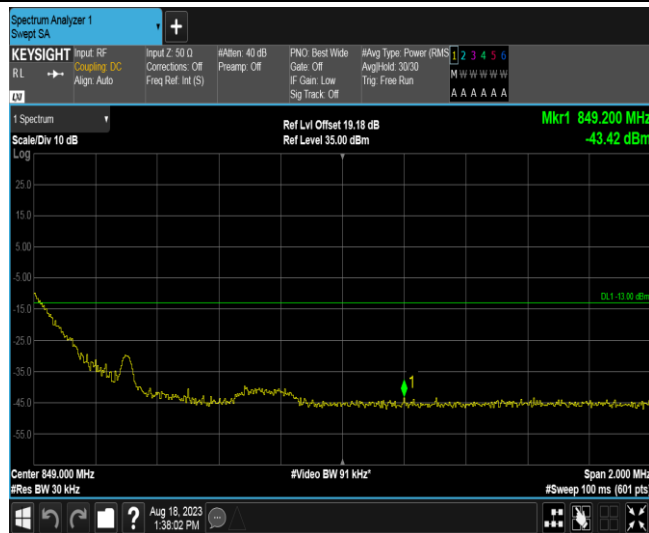 Spectrum Analyzer 1
Swept SA
+
KEYSIGHT
RL
Input: RF
Coupling: DC
Align: Auto
Input Z: 50 Ω
Corrections: Off
Freq Ref: Int (S)
#Atten: 40 dB
Preamp: Off
PNO: Best Wide
Gate: Off
IF Gain: Low
Sig Track: Off
#Avg Type: Power (RMS
Avg|Hold: 30/30
Trig: Free Run
1 2 3 4 5 6
M W W W W W
A A A A A A
LXI
1 Spectrum
Scale/Div 10 dB
Log
Ref Lvl Offset 19.18 dB
Ref Level 35.00 dBm
Mkr1 849.200 MHz
-43.42 dBm
25.0
15.0
5.00
-5.00
-15.0
-25.0
-35.0
-45.0
-55.0
DL1 -13.00 dBm
1
Center 849.000 MHz
#Res BW 30 kHz
#Video BW 91 kHz*
Span 2.000 MHz
#Sweep 100 ms (601 pts)
?
Aug 18, 2023
1:38:02 PM